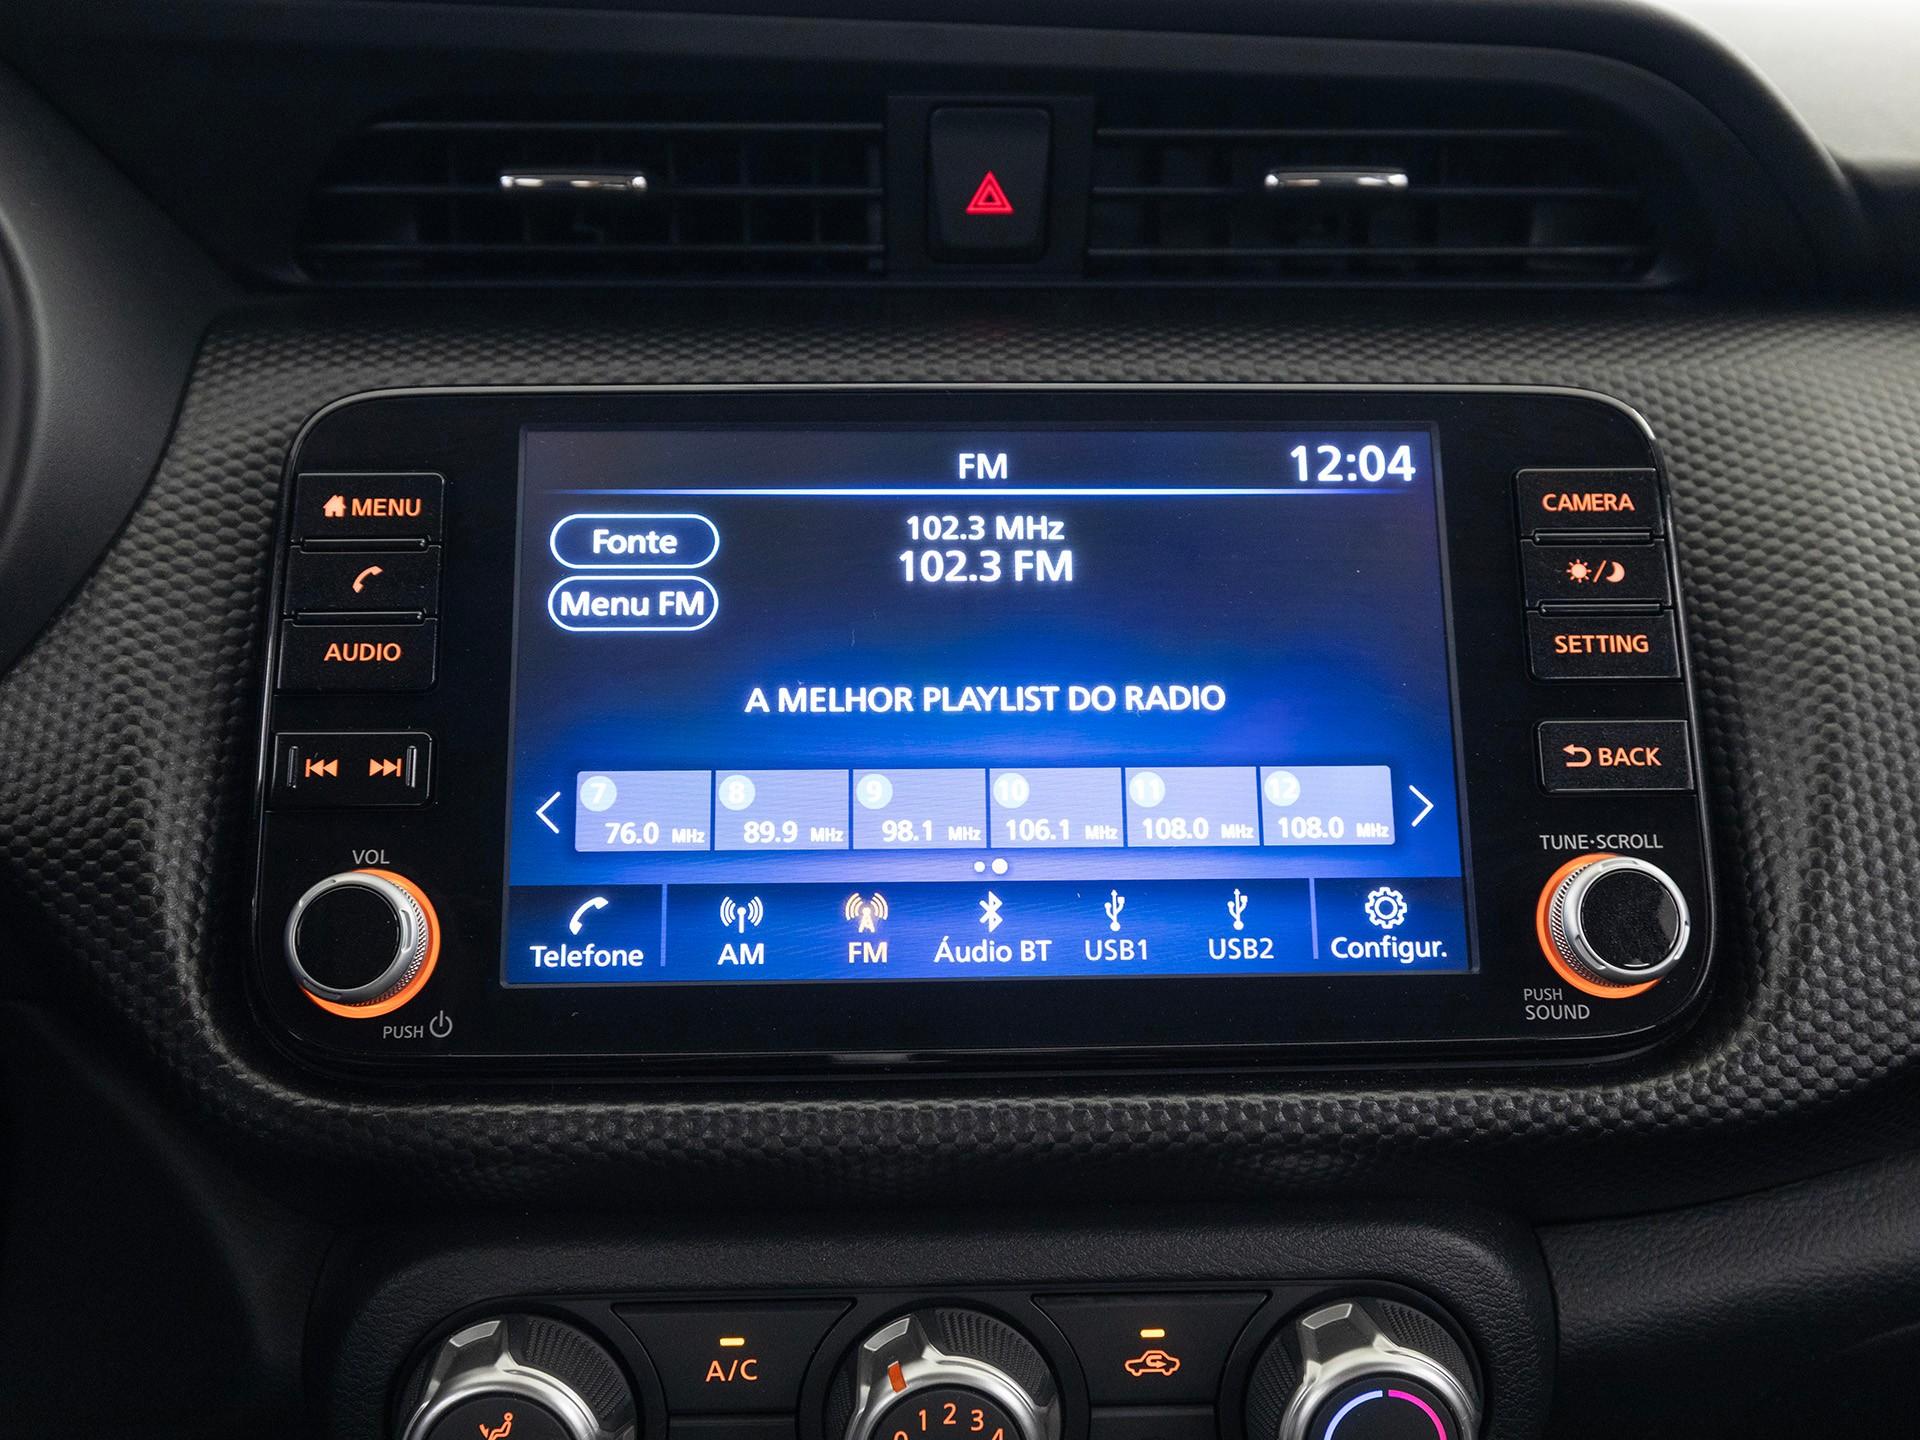 FM 12:04
MENU
CAMERA
Fonte
102.3 MHz
102.3 FM
Menu FM
AUDIO
SETTING
A MELHOR PLAYLIST DO RADIO
BACK
7 8 9 10 11 12
76.0 MHz 89.9 MHz 98.1 MHz 106.1 MHz 108.0 MHz 108.0 MHz
VOL
TUNE·SCROLL
Telefone AM FM Áudio BT USB1 USB2 Configur.
PUSH
PUSH
SOUND
A/C
0 1 2 3 4